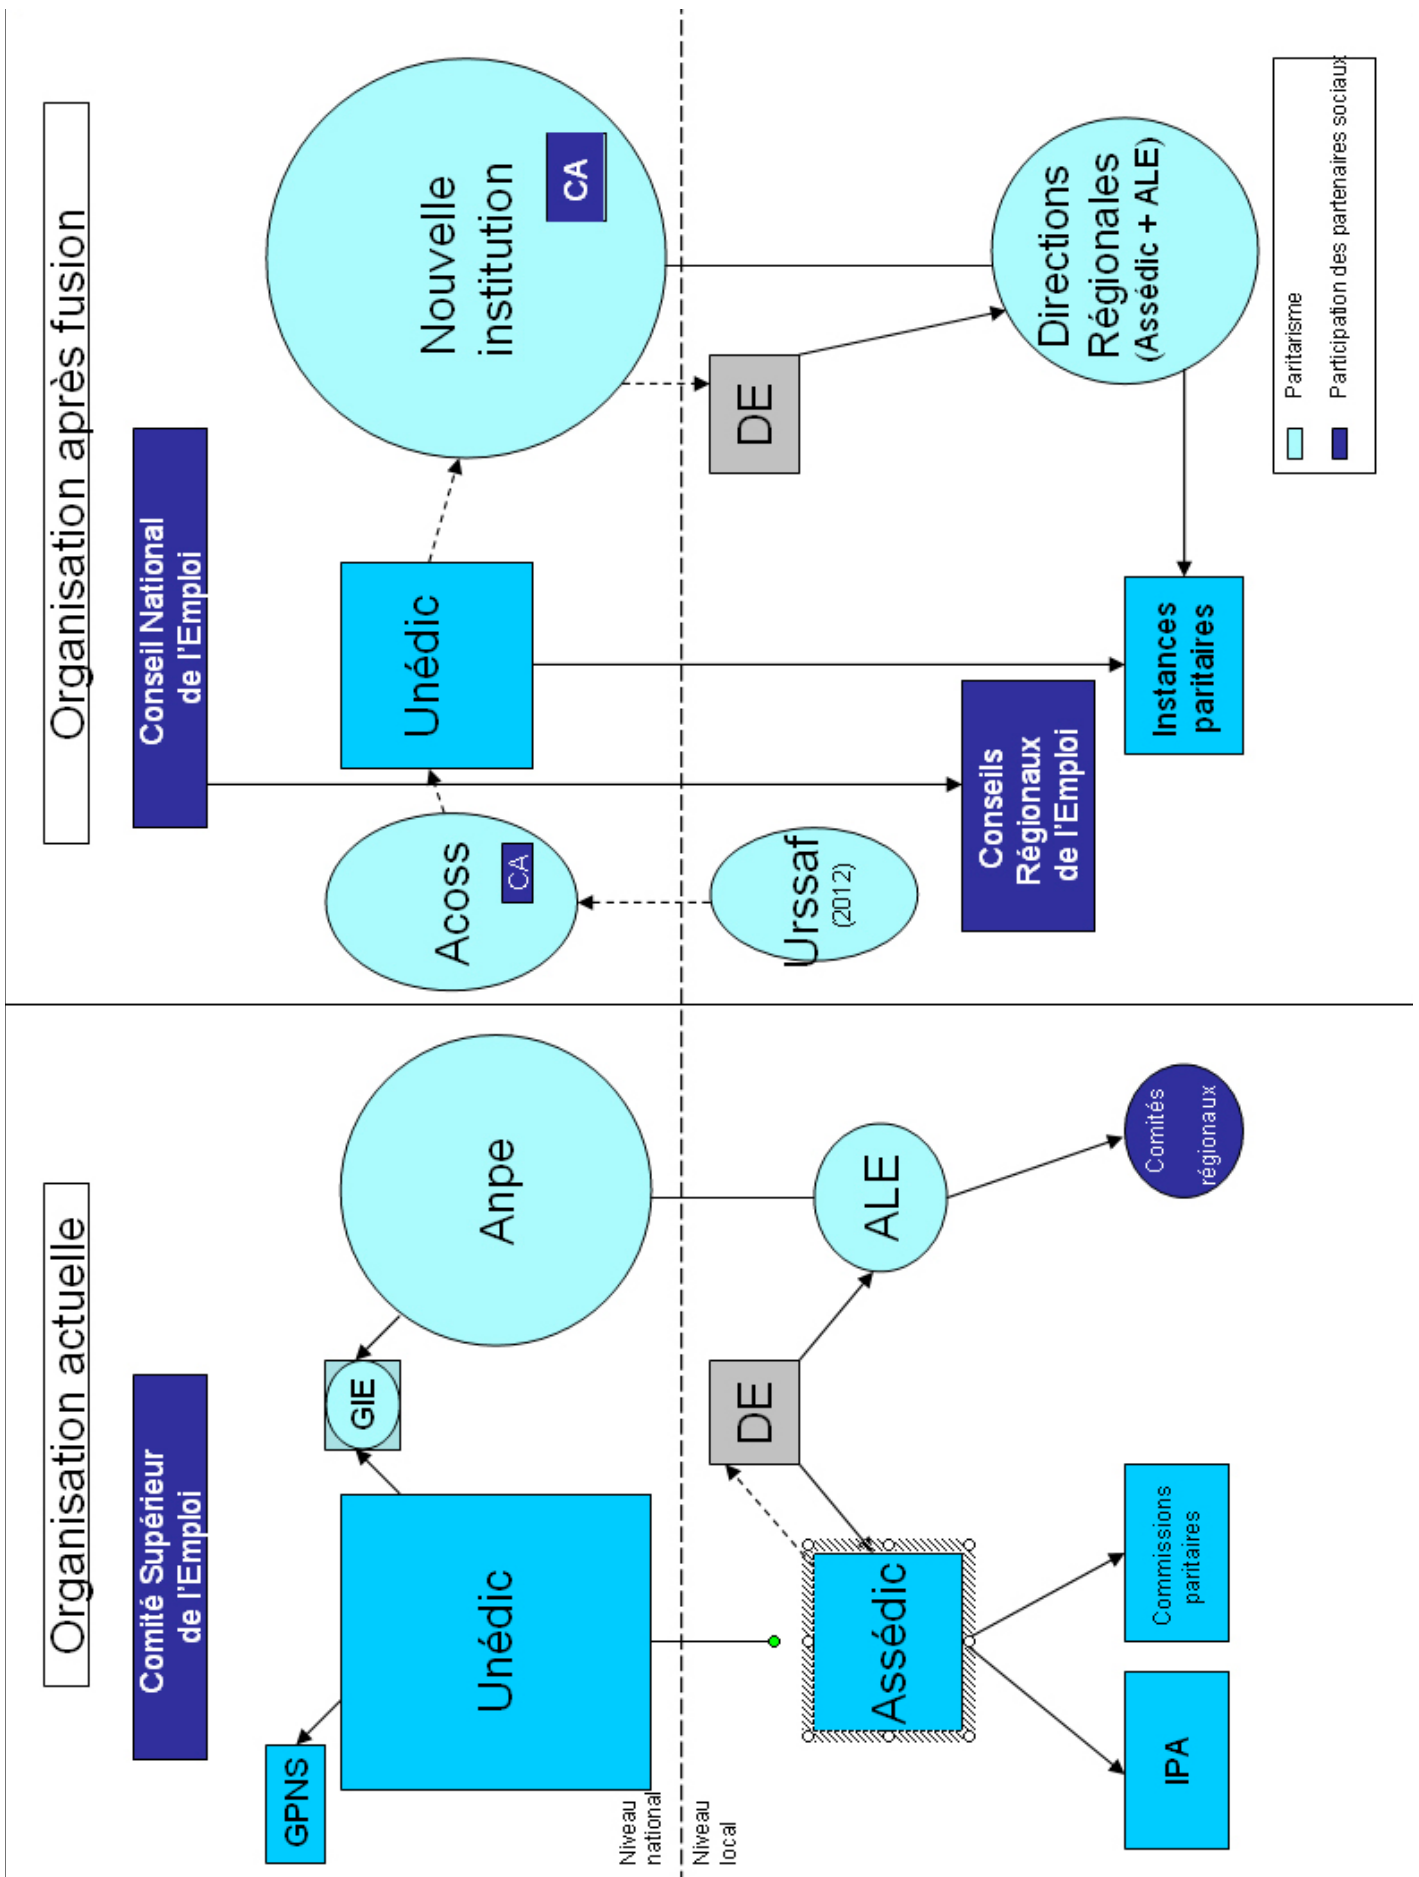 Organisation actuelle
Comité Supérieur
de l'Emploi
GPNS
GIE
Unédic
Anpe
Niveau
national
Niveau
local
DE
Assédic
ALE
IPA
Commissions
paritaires
Comités
régionaux
Organisation après fusion
Conseil National
de l'Emploi
Acoss
CA
Unédic
Nouvelle
institution
CA
Urssaf
(2012)
DE
Conseils
Régionaux
de l'Emploi
Directions
Régionales
(Assédic + ALE)
Instances
paritaires
Paritarisme
Participation des partenaires sociaux